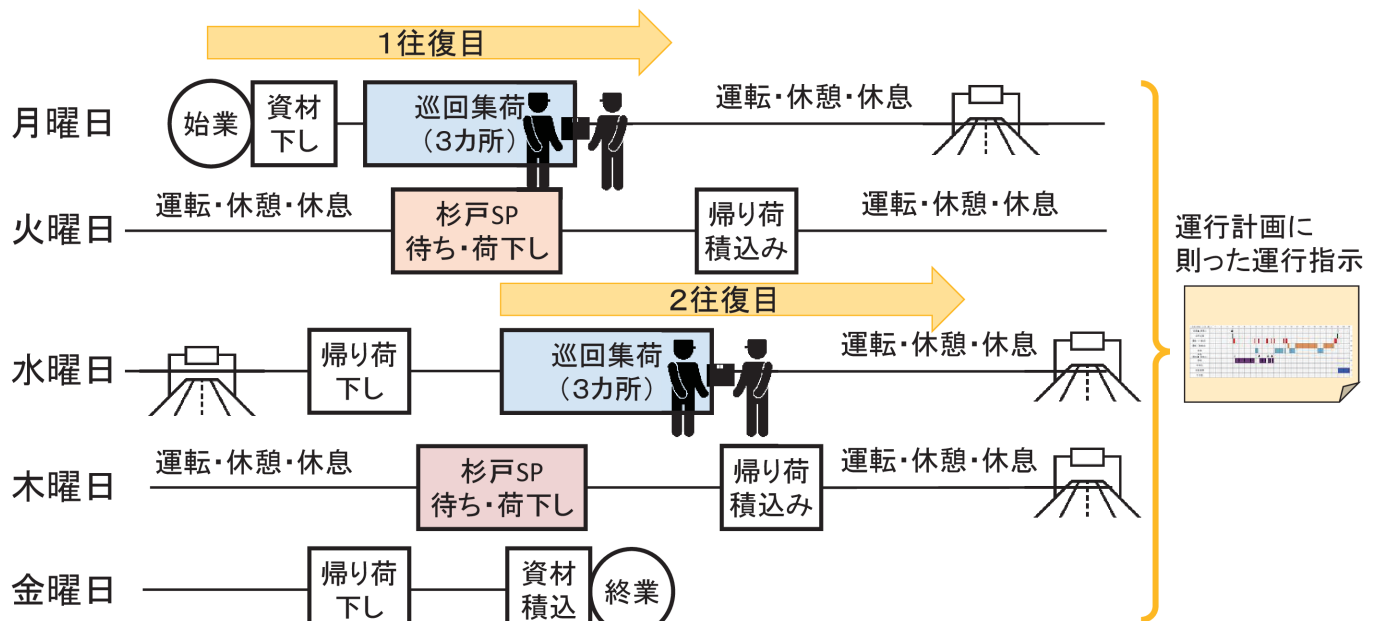 1往復目
月曜日
始業
資材
下し
巡回集荷
（3カ所）
運転・休憩・休息
火曜日
運転・休憩・休息
杉戸SP
待ち・荷下し
帰り荷
積込み
運転・休憩・休息
運行計画に
則った運行指示
2往復目
水曜日
帰り荷
下し
巡回集荷
（3カ所）
運転・休憩・休息
木曜日
運転・休憩・休息
杉戸SP
待ち・荷下し
帰り荷
積込み
運転・休憩・休息
金曜日
帰り荷
下し
資材
積込
終業